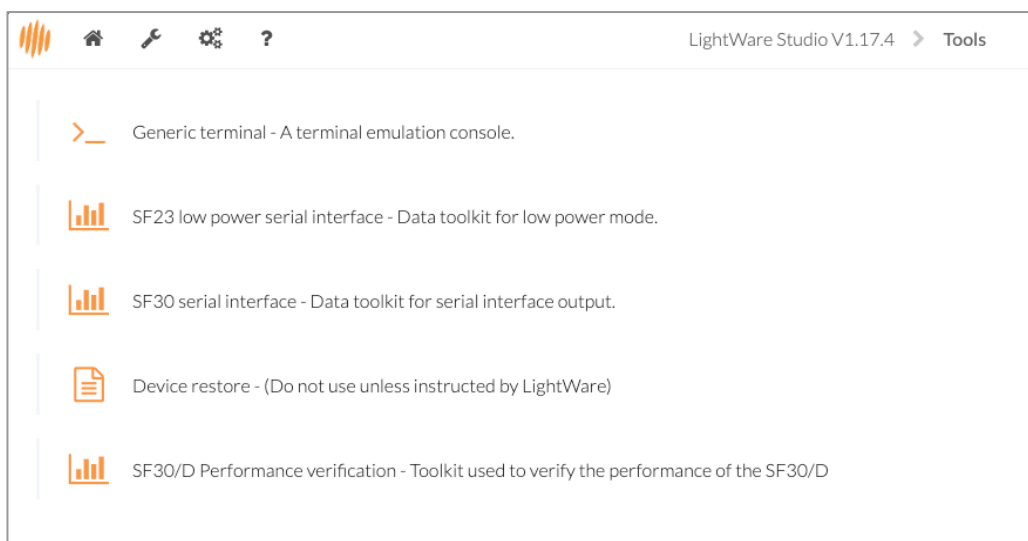 LightWare Studio V1.17.4 > Tools
Generic terminal - A terminal emulation console.
SF23 low power serial interface - Data toolkit for low power mode.
SF30 serial interface - Data toolkit for serial interface output.
Device restore - (Do not use unless instructed by LightWare)
SF30/D Performance verification - Toolkit used to verify the performance of the SF30/D